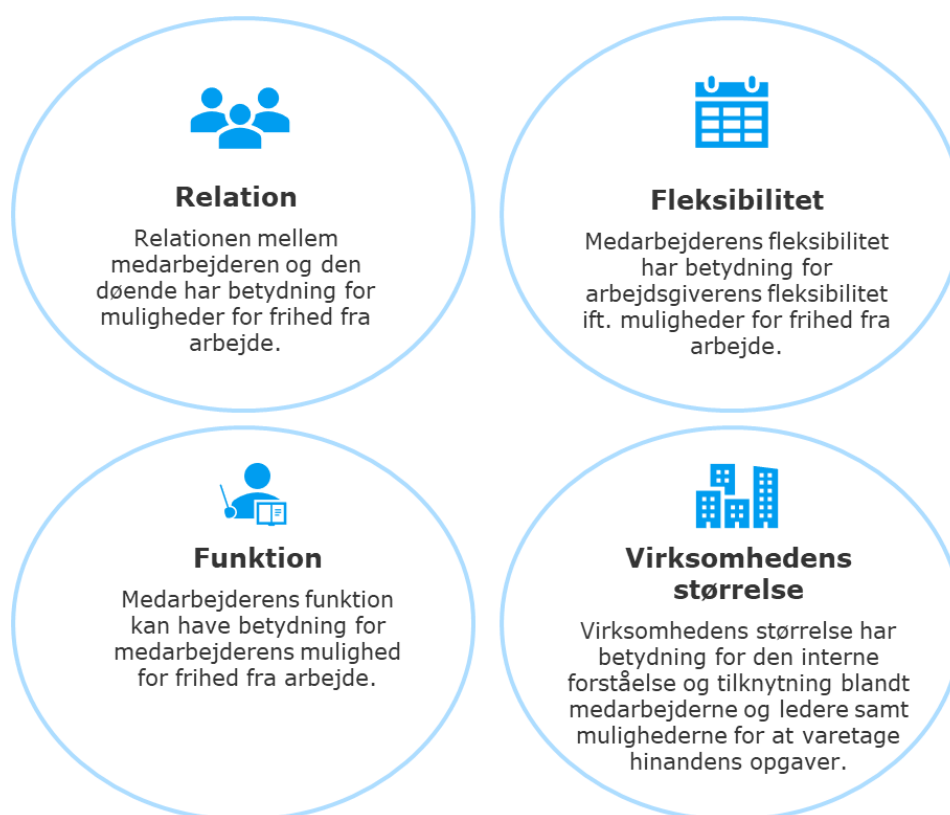 Relation
Relationen mellem
medarbejderen og den
døende har betydning for
muligheder for frihed fra
arbejde.
Fleksibilitet
Medarbejderens fleksibilitet
har betydning for
arbejdsgiverens fleksibilitet
ift. muligheder for frihed fra
arbejde.
Funktion
Medarbejderens funktion
kan have betydning for
medarbejderens mulighed
for frihed fra arbejde.
Virksomhedens
størrelse
Virksomhedens størrelse har
betydning for den interne
forståelse og tilknytning blandt
medarbejderne og ledere samt
mulighederne for at varetage
hinandens opgaver.